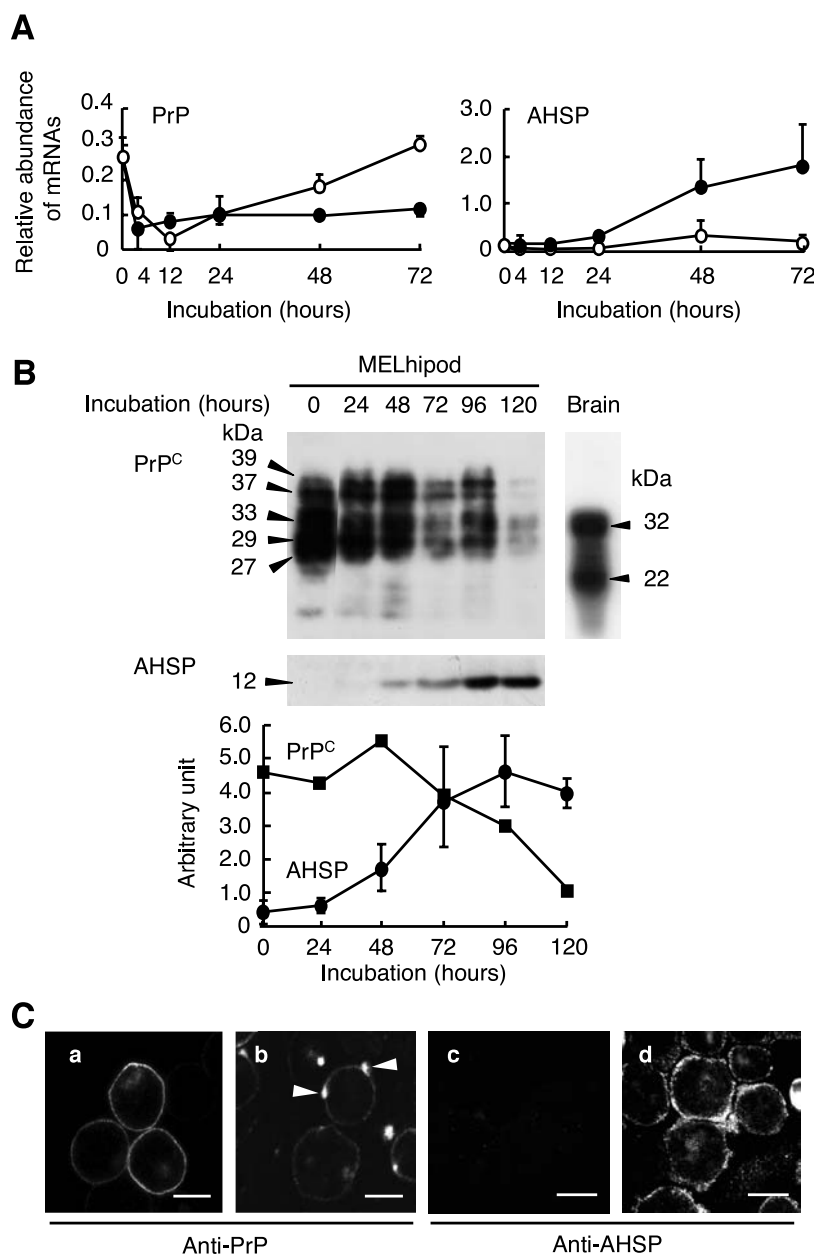 A
Relative abundance
of mRNAs
0.4
0.3
0.2
0.1
0
PrP
0 4 12 24 48 72
Incubation (hours)
3.0
2.0
1.0
0
AHSP
0 4 12 24 48 72
Incubation (hours)
B
MELhipod
Incubation (hours) 0 24 48 72 96 120 Brain
kDa
PrPC
39
37
33
29
27
kDa
32
22
AHSP
12
Arbitrary unit
6.0
5.0
4.0
3.0
2.0
1.0
0
PrPC
AHSP
0 24 48 72 96 120
Incubation (hours)
C
a b c d
Anti-PrP Anti-AHSP